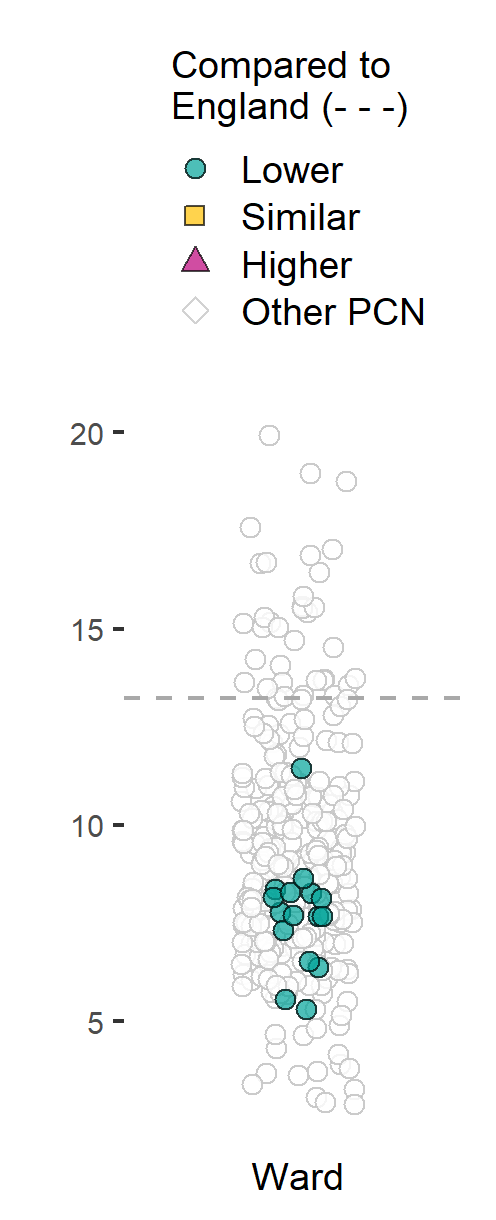 Compared to
England (- - -)
Lower
Similar
Higher
Other PCN
20
15
10
5
Ward